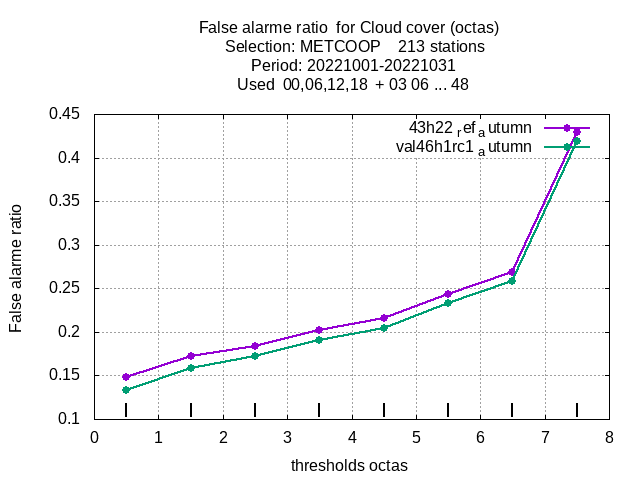 False alarme ratio  for Cloud cover (octas)
Selection: METCOOP    213 stations
Period: 20221001-20221031
Used  00,06,12,18  + 03 06 ... 48
43h22 ref autumn
val46h1rc1 autumn
0.45
0.4
0.35
0.3
0.25
0.2
0.15
0.1
False alarme ratio
0 1 2 3 4 5 6 7 8
thresholds octas